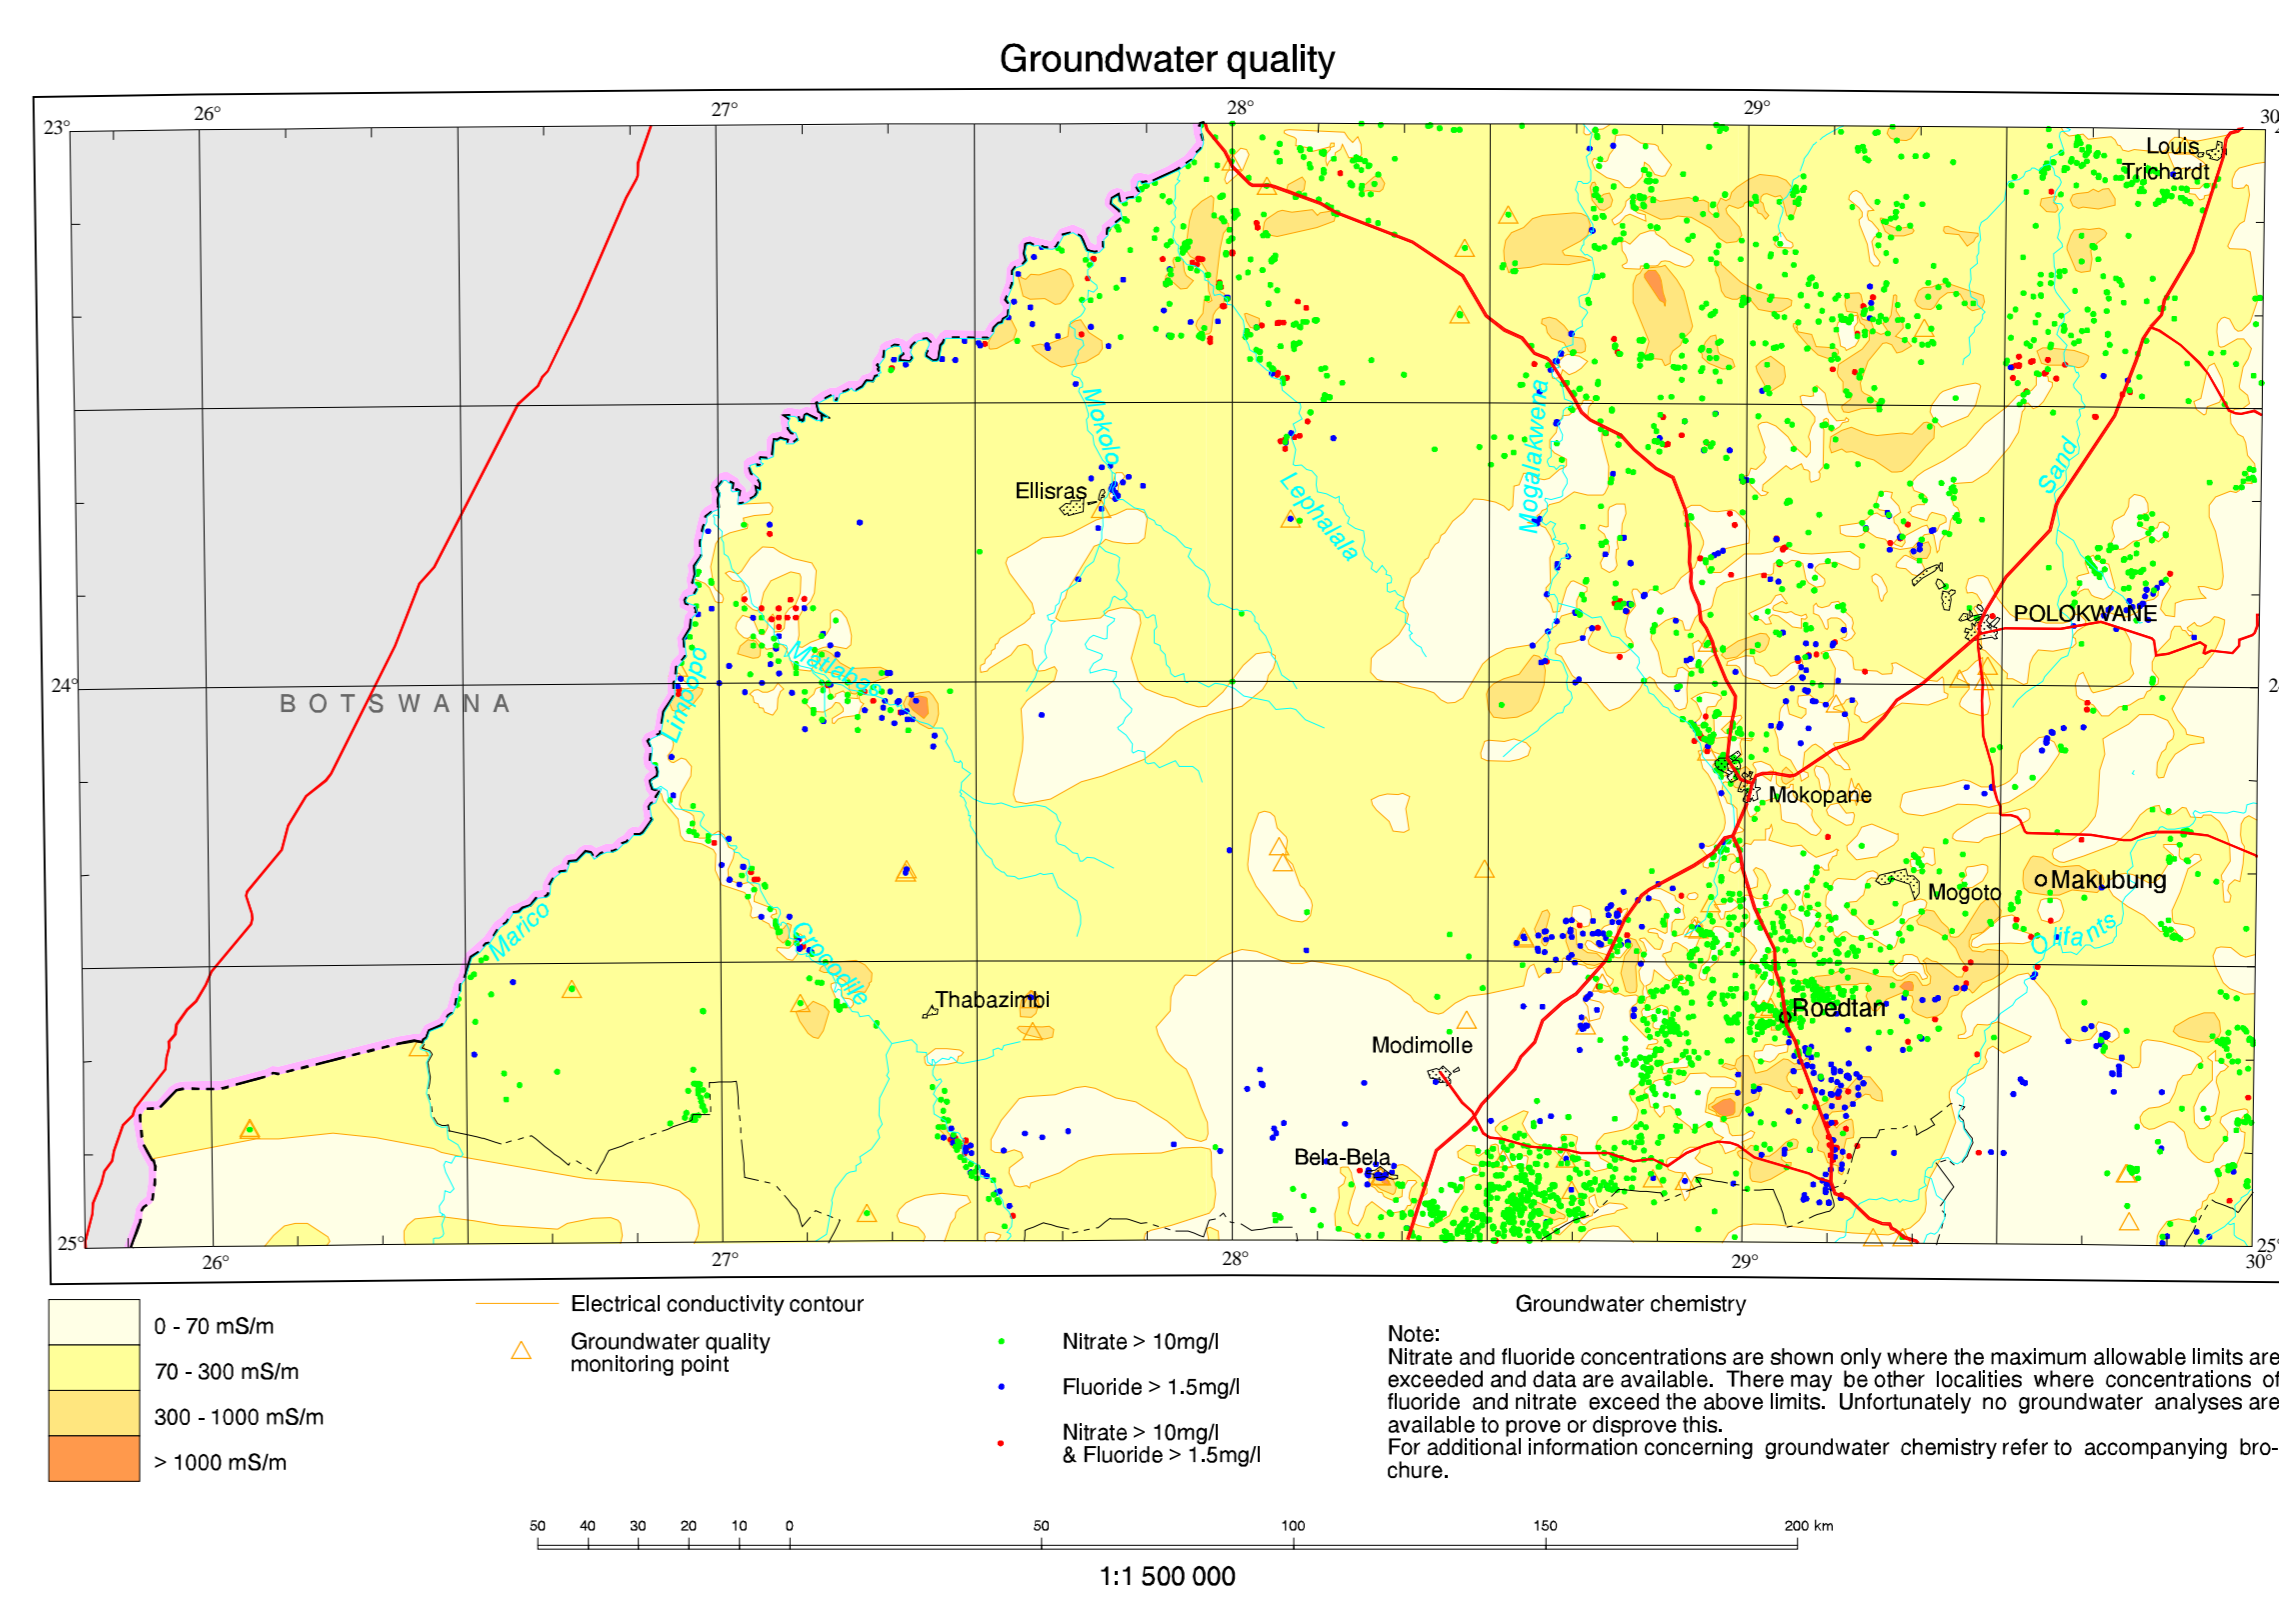 Groundwater quality
26°
27°
28°
29°
30
23°
2
Louis
Trichardt
Mokolo
Ellisras
Lephalala
Mogalakwena
Sand
POLOKWANE
Matlabas
Limpopo
24°
2
BOTSWANA
Mokopane
Makubung
Mogoto
Olifants
Marico
Crocodile
Thabazimbi
Roedtan
Modimolle
Bela-Bela
25°
25°
26°
27°
28°
29°
30°
0 - 70 mS/m
70 - 300 mS/m
300 - 1000 mS/m
> 1000 mS/m
Electrical conductivity contour
Groundwater quality
monitoring point
Nitrate > 10mg/l
Fluoride > 1.5mg/l
Nitrate > 10mg/l
& Fluoride > 1.5mg/l
Groundwater chemistry
Note:
Nitrate and fluoride concentrations are shown only where the maximum allowable limits are
exceeded and data are available. There may be other localities where concentrations of
fluoride and nitrate exceed the above limits. Unfortunately no groundwater analyses are
available to prove or disprove this.
For additional information concerning groundwater chemistry refer to accompanying bro-
chure.
50 40 30 20 10 0 50 100 150 200 km
1:1 500 000